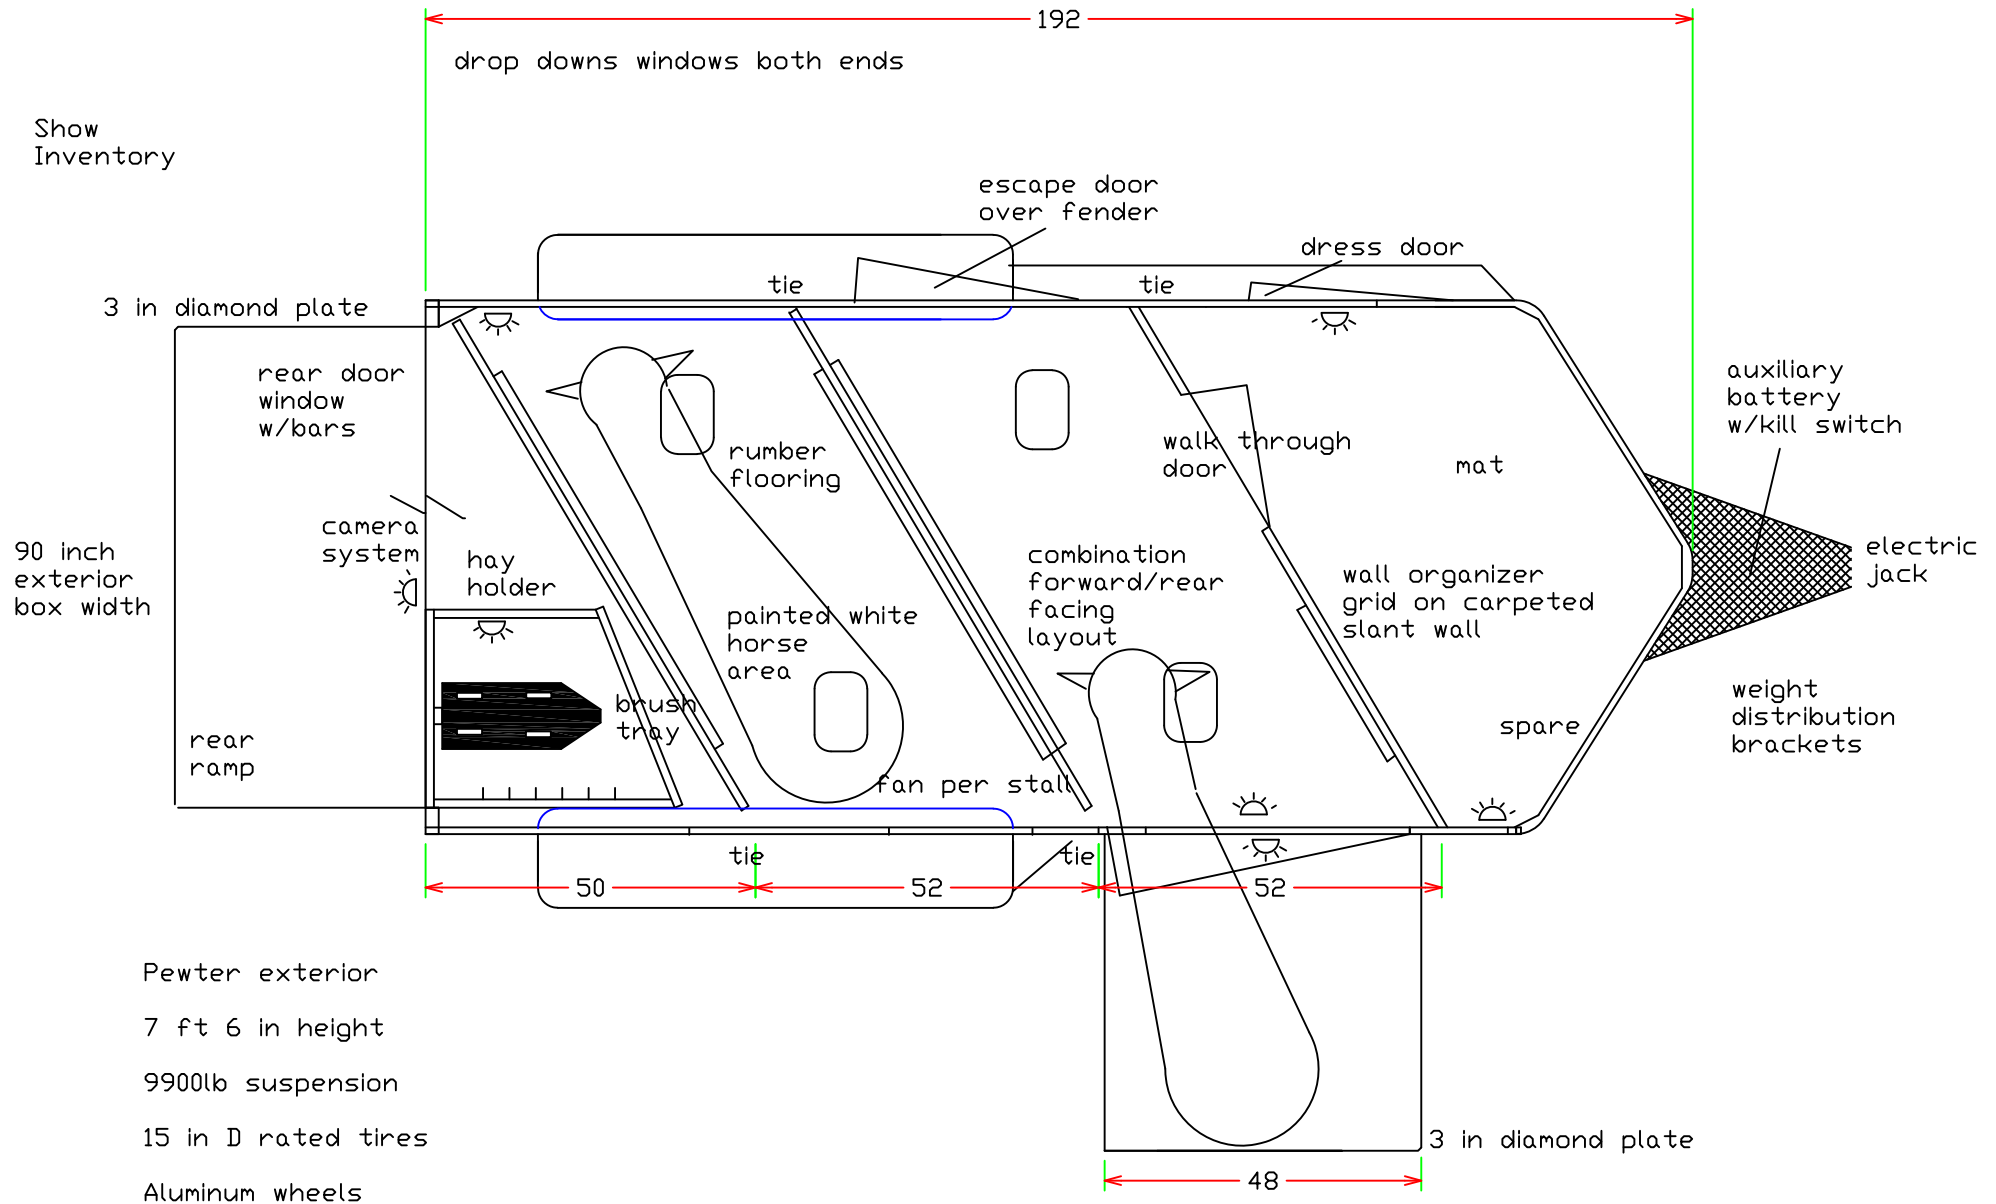 192
drop downs windows both ends
Show
Inventory
escape door
over fender
dress door
tie
tie
3 in diamond plate
rear door
window
w/bars
auxiliary
battery
w/kill switch
rumber
flooring
walk through
door
mat
camera
system
90 inch
exterior
box width
hay
holder
combination
forward/rear
facing
layout
electric
jack
wall organizer
grid on carpeted
slant wall
painted white
horse
area
brush
tray
weight
distribution
brackets
spare
rear
ramp
fan per stall
tie
tie
50
52
52
Pewter exterior
7 ft 6 in height
9900lb suspension
15 in D rated tires
3 in diamond plate
48
Aluminum wheels